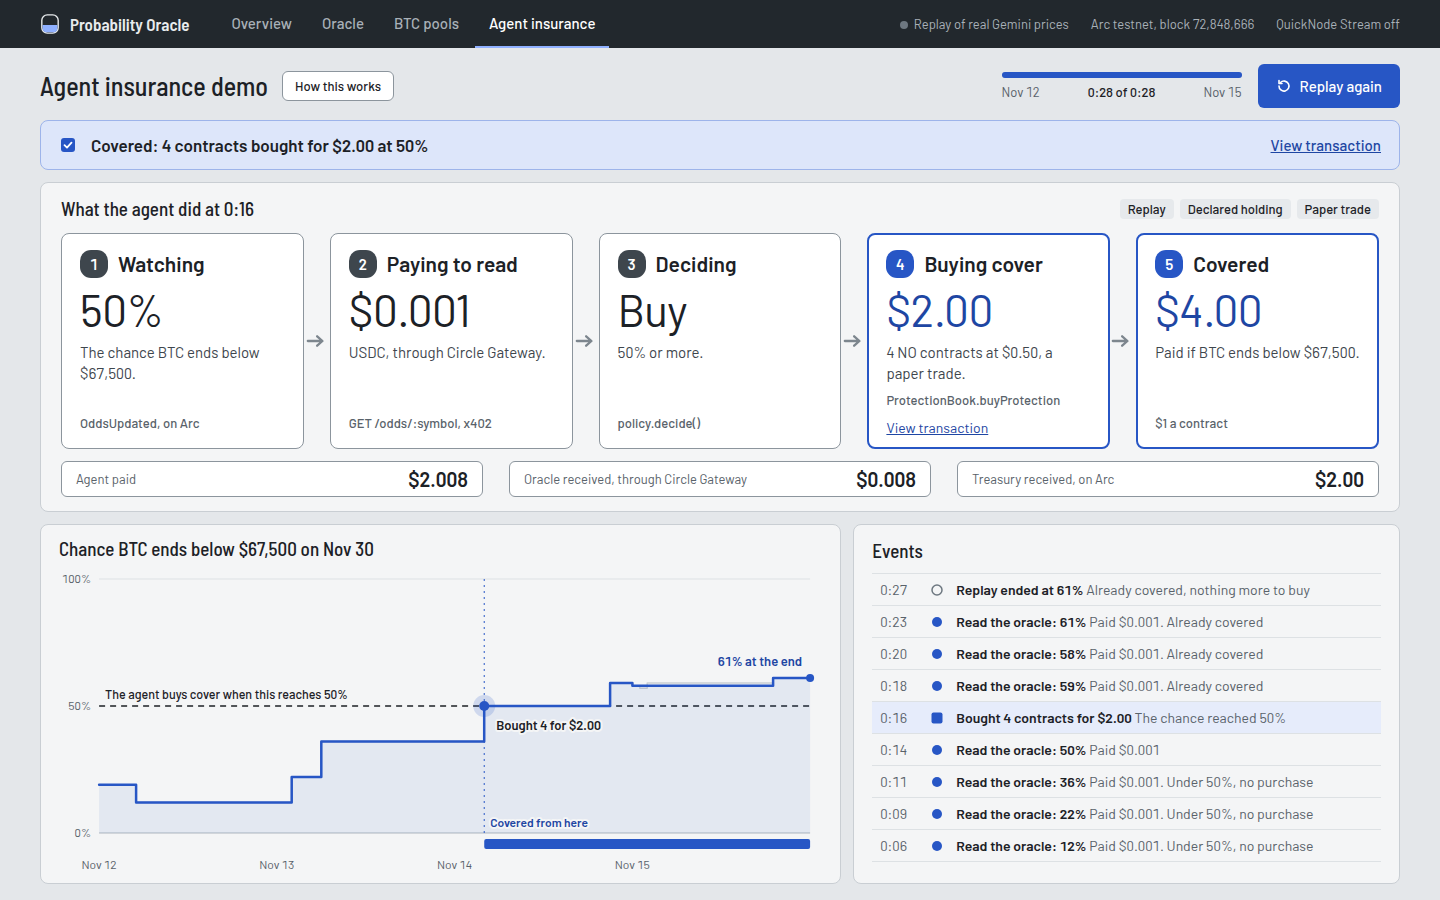 Probability Oracle
Overview
Oracle
BTC pools
Agent insurance
Replay of real Gemini prices
Arc testnet, block 72,848,666
QuickNode Stream off
Agent insurance demo
How this works
Nov 12
0:28 of 0:28
Nov 15
Replay again
Covered: 4 contracts bought for $2.00 at 50%
View transaction
What the agent did at 0:16
Replay
Declared holding
Paper trade
1 Watching
50%
The chance BTC ends below
$67,500.
OddsUpdated, on Arc
2 Paying to read
$0.001
USDC, through Circle Gateway.
GET /odds/:symbol, x402
3 Deciding
Buy
50% or more.
policy.decide()
4 Buying cover
$2.00
4 NO contracts at $0.50, a
paper trade.
ProtectionBook.buyProtection
View transaction
5 Covered
$4.00
Paid if BTC ends below $67,500.
$1 a contract
Agent paid $2.008
Oracle received, through Circle Gateway $0.008
Treasury received, on Arc $2.00
Chance BTC ends below $67,500 on Nov 30
100%
61% at the end
The agent buys cover when this reaches 50%
50%
Bought 4 for $2.00
Covered from here
0%
Nov 12
Nov 13
Nov 14
Nov 15
Events
0:27 Replay ended at 61% Already covered, nothing more to buy
0:23 Read the oracle: 61% Paid $0.001. Already covered
0:20 Read the oracle: 58% Paid $0.001. Already covered
0:18 Read the oracle: 59% Paid $0.001. Already covered
0:16 Bought 4 contracts for $2.00 The chance reached 50%
0:14 Read the oracle: 50% Paid $0.001
0:11 Read the oracle: 36% Paid $0.001. Under 50%, no purchase
0:09 Read the oracle: 22% Paid $0.001. Under 50%, no purchase
0:06 Read the oracle: 12% Paid $0.001. Under 50%, no purchase